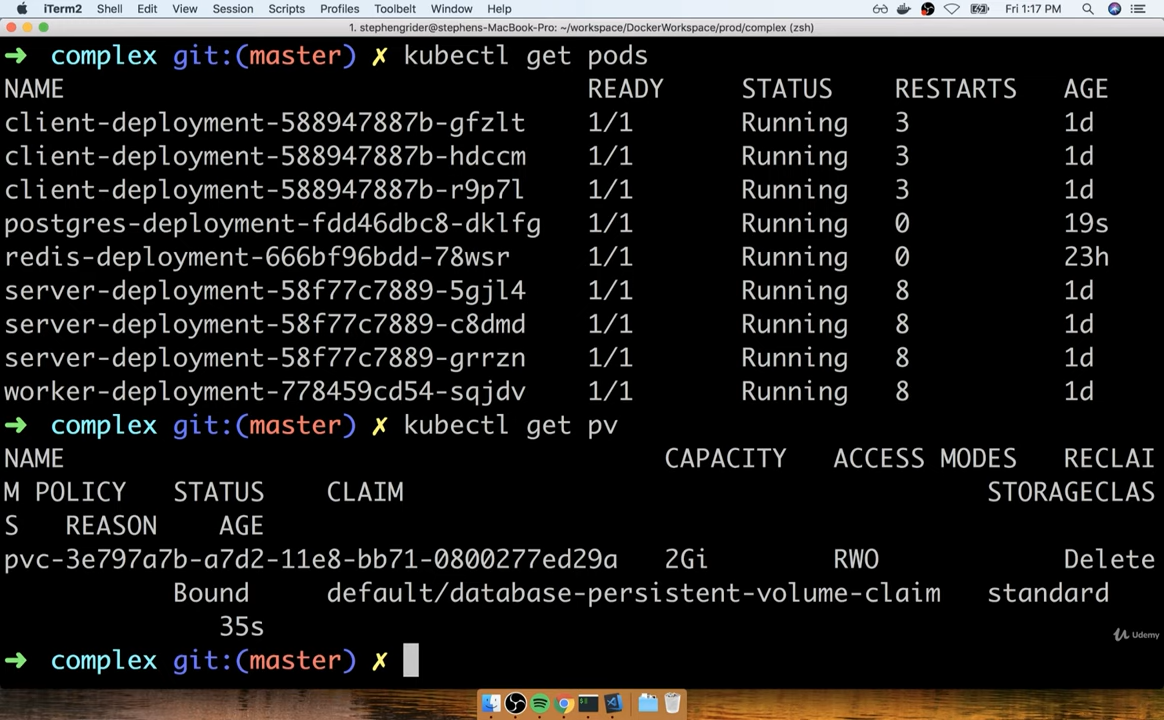 iTerm2 Shell Edit View Session Scripts Profiles Toolbelt Window Help Fri 1:17 PM
1. stephengrider@stephens-MacBook-Pro: ~/workspace/DockerWorkspace/prod/complex (zsh)
➜ complex git:(master) ✗ kubectl get pods
NAME READY STATUS RESTARTS AGE
client-deployment-588947887b-gfzlt 1/1 Running 3 1d
client-deployment-588947887b-hdccm 1/1 Running 3 1d
client-deployment-588947887b-r9p7l 1/1 Running 3 1d
postgres-deployment-fdd46dbc8-dklfg 1/1 Running 0 19s
redis-deployment-666bf96bdd-78wsr 1/1 Running 0 23h
server-deployment-58f77c7889-5gjl4 1/1 Running 8 1d
server-deployment-58f77c7889-c8dmd 1/1 Running 8 1d
server-deployment-58f77c7889-grrzn 1/1 Running 8 1d
worker-deployment-778459cd54-sqjdv 1/1 Running 8 1d
➜ complex git:(master) ✗ kubectl get pv
NAME CAPACITY ACCESS MODES RECLAI
M POLICY STATUS CLAIM STORAGECLAS
S REASON AGE
pvc-3e797a7b-a7d2-11e8-bb71-0800277ed29a 2Gi RWO Delete
Bound default/database-persistent-volume-claim standard
35s
Udemy
➜ complex git:(master) ✗